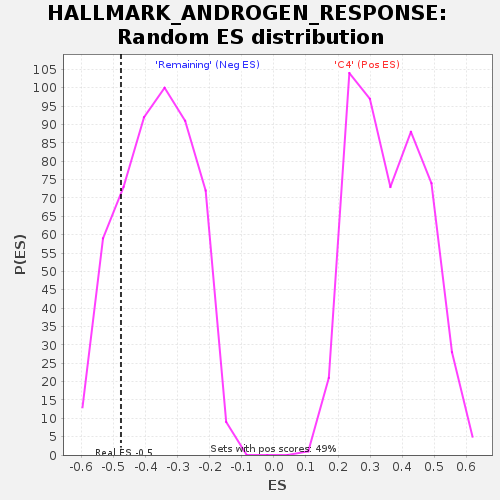 HALLMARK_ANDROGEN_RESPONSE:
Random ES distribution
'Remaining' (Neg ES)
'C4' (Pos ES)
105
100
95
90
85
80
75
70
65
60
55
50
45
40
35
30
25
20
15
10
5
0
P(ES)
Real ES -0.5
Sets with pos scores: 49%
-0.6 -0.5 -0.4 -0.3 -0.2 -0.1 0.0 0.1 0.2 0.3 0.4 0.5 0.6
ES